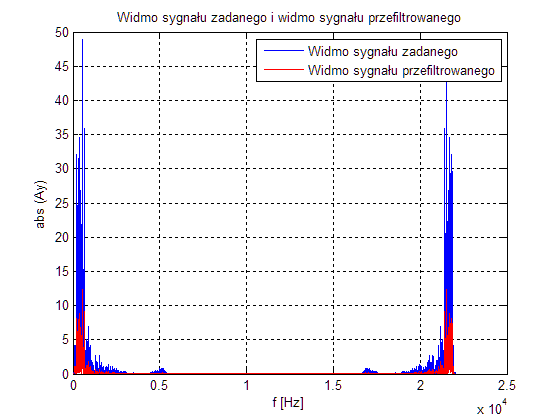 Widmo sygnału zadanego i widmo sygnału przefiltrowanego
Widmo sygnału zadanego
Widmo sygnału przefiltrowanego
50
45
40
35
30
25
20
15
10
5
0
abs (Ay)
0
0.5
1
1.5
2
2.5
x 10^4
f [Hz]